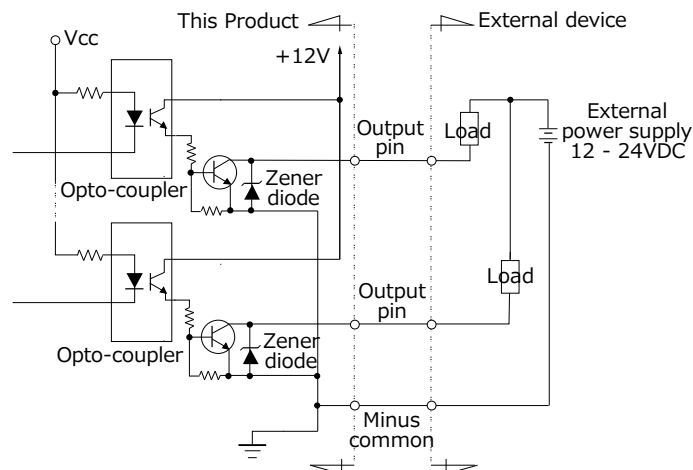 This Product
External device
Vcc
+12V
Output
pin
Load
External
power supply
12 - 24VDC
Opto-coupler
Zener
diode
Load
Output
pin
Opto-coupler
Zener
diode
Minus
common